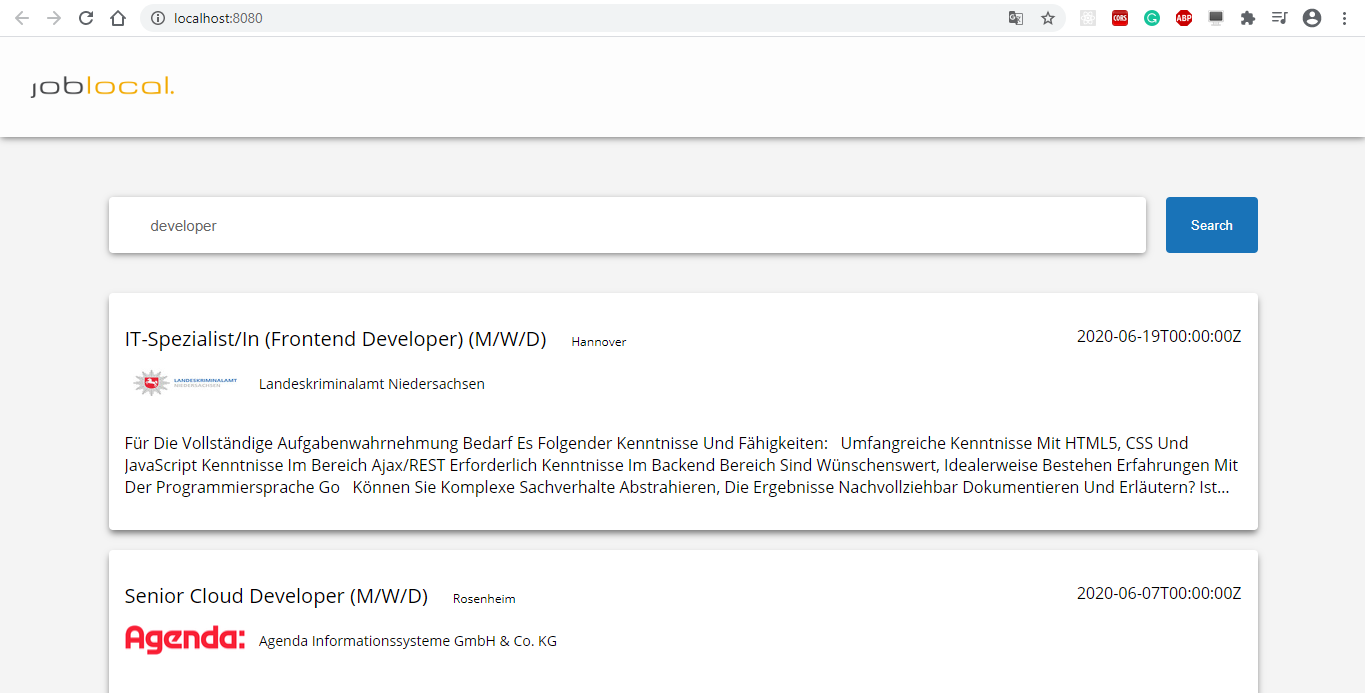 localhost:8080
CORS
ABP
joblocal.
developer
Search
IT-Spezialist/In (Frontend Developer) (M/W/D)
Hannover
2020-06-19T00:00:00Z
LANDESKRIMINALAMT
NIEDERSACHSEN
Landeskriminalamt Niedersachsen
Für Die Vollständige Aufgabenwahrnehmung Bedarf Es Folgender Kenntnisse Und Fähigkeiten:   Umfangreiche Kenntnisse Mit HTML5, CSS Und
JavaScript Kenntnisse Im Bereich Ajax/REST Erforderlich Kenntnisse Im Backend Bereich Sind Wünschenswert, Idealerweise Bestehen Erfahrungen Mit
Der Programmiersprache Go   Können Sie Komplexe Sachverhalte Abstrahieren, Die Ergebnisse Nachvollziehbar Dokumentieren Und Erläutern? Ist...
Senior Cloud Developer (M/W/D)
Rosenheim
2020-06-07T00:00:00Z
Agenda:
Agenda Informationssysteme GmbH & Co. KG